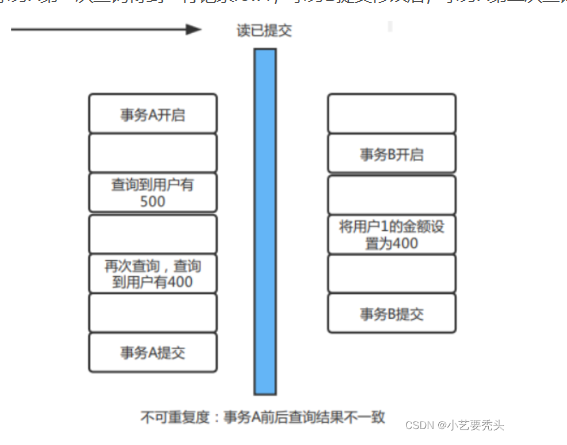 读已提交
事务A开启
事务B开启
查询到用户有
500
将用户1的金额设
置为400
再次查询，查询
到用户有400
事务B提交
事务A提交
不可重复度：事务A前后查询结果不一致
CSDN @小艺要秃头